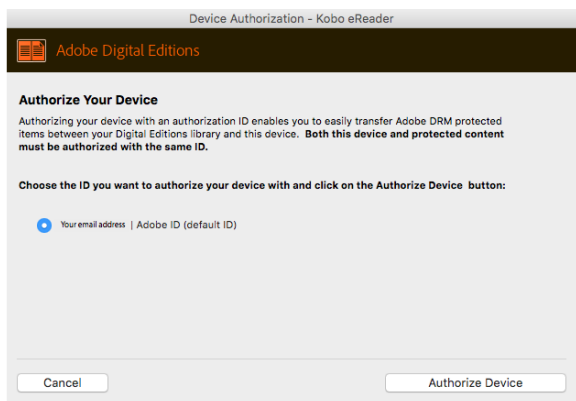 Device Authorization - Kobo eReader
Adobe Digital Editions
Authorize Your Device
Authorizing your device with an authorization ID enables you to easily transfer Adobe DRM protected
items between your Digital Editions library and this device. Both this device and protected content
must be authorized with the same ID.
Choose the ID you want to authorize your device with and click on the Authorize Device button:
Your email address | Adobe ID (default ID)
Cancel
Authorize Device